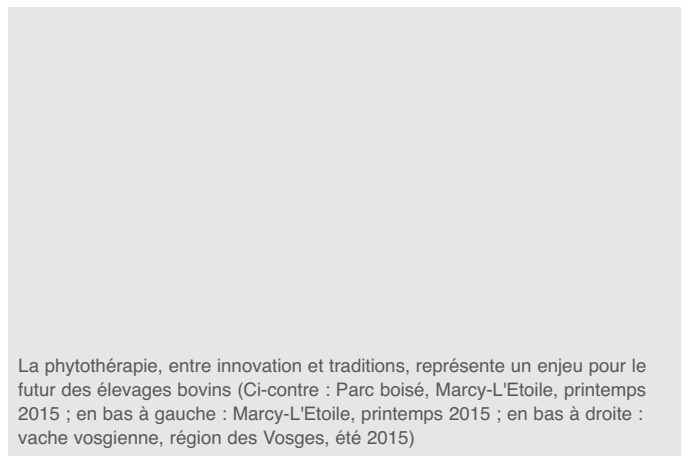 La phytothérapie, entre innovation et traditions, représente un enjeu pour le
futur des élevages bovins (Ci-contre : Parc boisé, Marcy-L'Etoile, printemps
2015 ; en bas à gauche : Marcy-L'Etoile, printemps 2015 ; en bas à droite :
vache vosgienne, région des Vosges, été 2015)